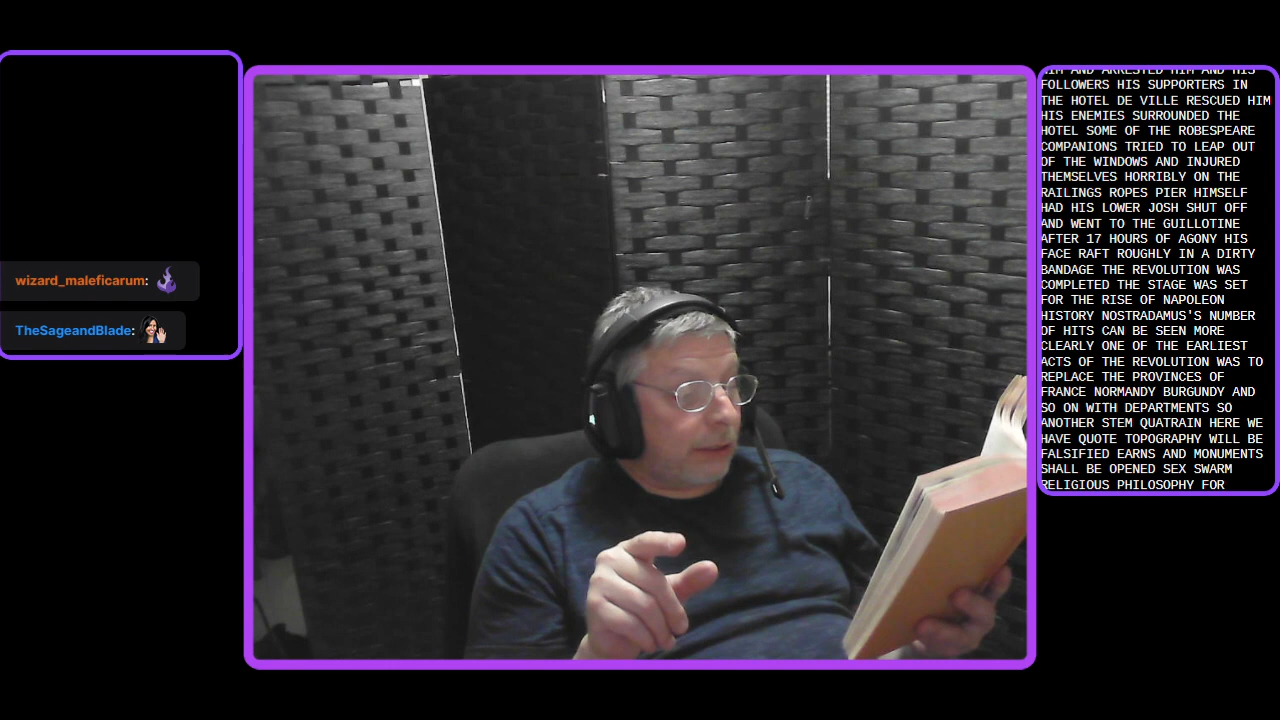 wizard_maleficarum:
TheSageandBlade:
HIM AND ARRESTED HIM AND HIS
FOLLOWERS HIS SUPPORTERS IN
THE HOTEL DE VILLE RESCUED HIM
HIS ENEMIES SURROUNDED THE
HOTEL SOME OF THE ROBESPEARE
COMPANIONS TRIED TO LEAP OUT
OF THE WINDOWS AND INJURED
THEMSELVES HORRIBLY ON THE
RAILINGS ROPES PIER HIMSELF
HAD HIS LOWER JOSH SHUT OFF
AND WENT TO THE GUILLOTINE
AFTER 17 HOURS OF AGONY HIS
FACE RAFT ROUGHLY IN A DIRTY
BANDAGE THE REVOLUTION WAS
COMPLETED THE STAGE WAS SET
FOR THE RISE OF NAPOLEON
HISTORY NOSTRADAMUS'S NUMBER
OF HITS CAN BE SEEN MORE
CLEARLY ONE OF THE EARLIEST
ACTS OF THE REVOLUTION WAS TO
REPLACE THE PROVINCES OF
FRANCE NORMANDY BURGUNDY AND
SO ON WITH DEPARTMENTS SO
ANOTHER STEM QUATRAIN HERE WE
HAVE QUOTE TOPOGRAPHY WILL BE
FALSIFIED EARNS AND MONUMENTS
SHALL BE OPENED SEX SWARM
RELIGIOUS PHILOSOPHY FOR